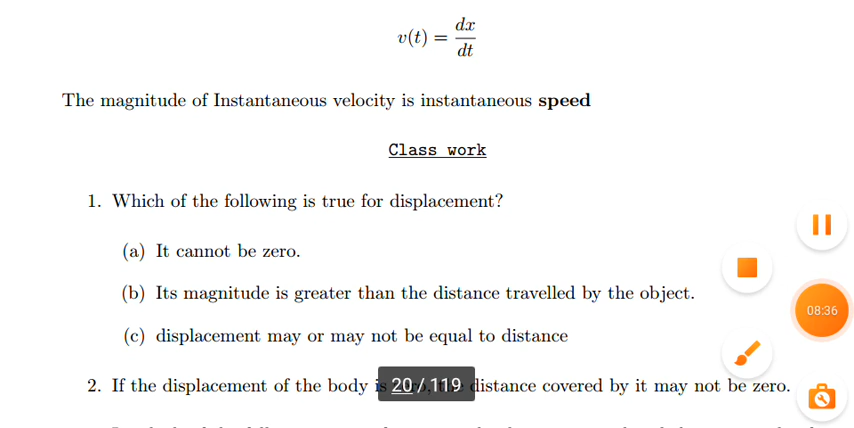 v(t) = dx/dt
The magnitude of Instantaneous velocity is instantaneous speed
Class work
1. Which of the following is true for displacement?
(a) It cannot be zero.
(b) Its magnitude is greater than the distance travelled by the object.
(c) displacement may or may not be equal to distance
08:36
2. If the displacement of the body is distance covered by it may not be zero.
20 / 119